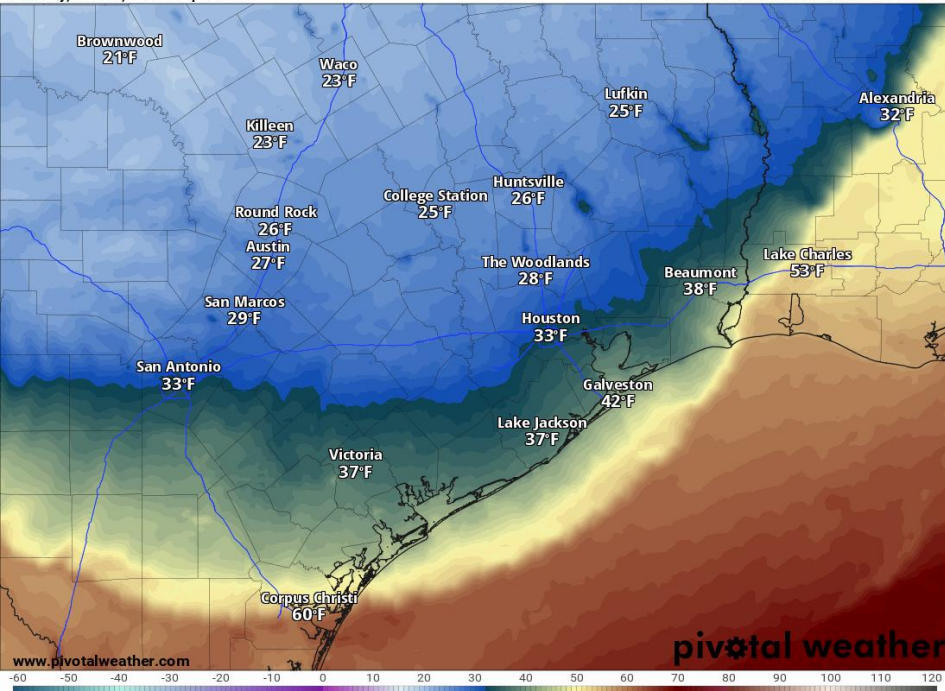 Brownwood
21°F
Waco
23°F
Lufkin
25°F
Alexandria
32°F
Killeen
23°F
College Station
25°F
Huntsville
26°F
Round Rock
26°F
Austin
27°F
The Woodlands
28°F
Beaumont
38°F
Lake Charles
53°F
San Marcos
29°F
Houston
33°F
San Antonio
33°F
Galveston
42°F
Lake Jackson
37°F
Victoria
37°F
Corpus Christi
60°F
pivotal weather
www.pivotalweather.com
-60 -50 -40 -30 -20 -10 0 10 20 30 40 50 60 70 80 90 100 110 120